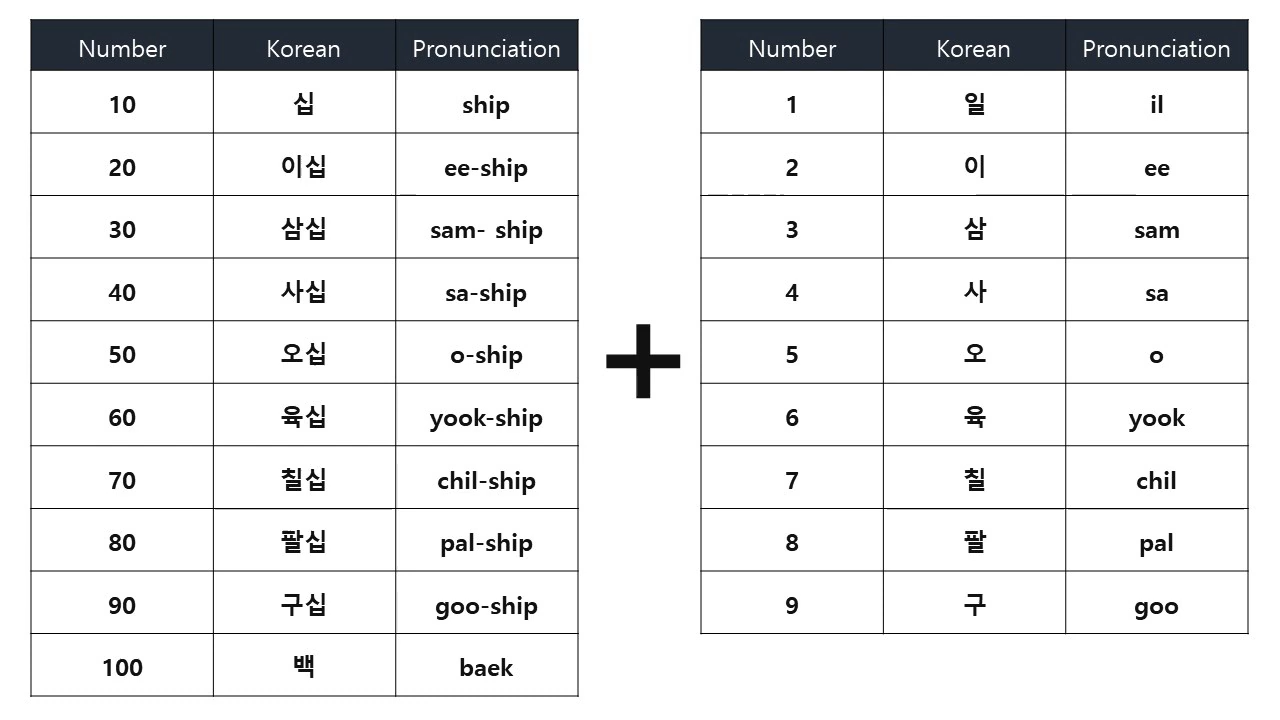 Number Korean Pronunciation
10 십 ship
20 이십 ee-ship
30 삼십 sam- ship
40 사십 sa-ship
50 오십 o-ship
60 육십 yook-ship
70 칠십 chil-ship
80 팔십 pal-ship
90 구십 goo-ship
100 백 baek
+
Number Korean Pronunciation
1 일 il
2 이 ee
3 삼 sam
4 사 sa
5 오 o
6 육 yook
7 칠 chil
8 팔 pal
9 구 goo